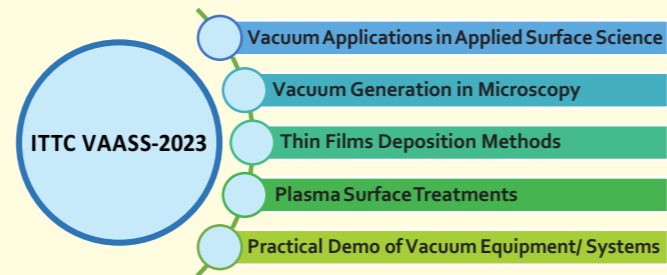 ITTC VAASS-2023
Vacuum Applications in Applied Surface Science
Vacuum Generation in Microscopy
Thin Films Deposition Methods
Plasma Surface Treatments
Practical Demo of Vacuum Equipment/ Systems